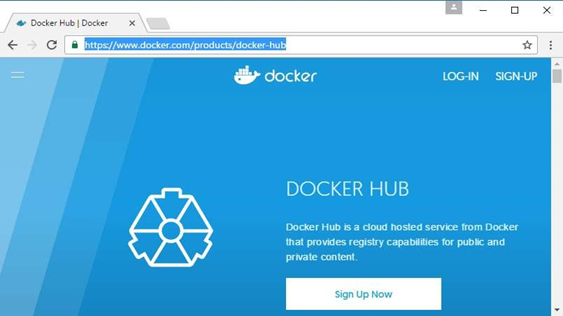 Docker Hub | Docker
https://www.docker.com/products/docker-hub
docker
LOG-IN SIGN-UP
DOCKER HUB
Docker Hub is a cloud hosted service from Docker
that provides registry capabilities for public and
private content.
Sign Up Now